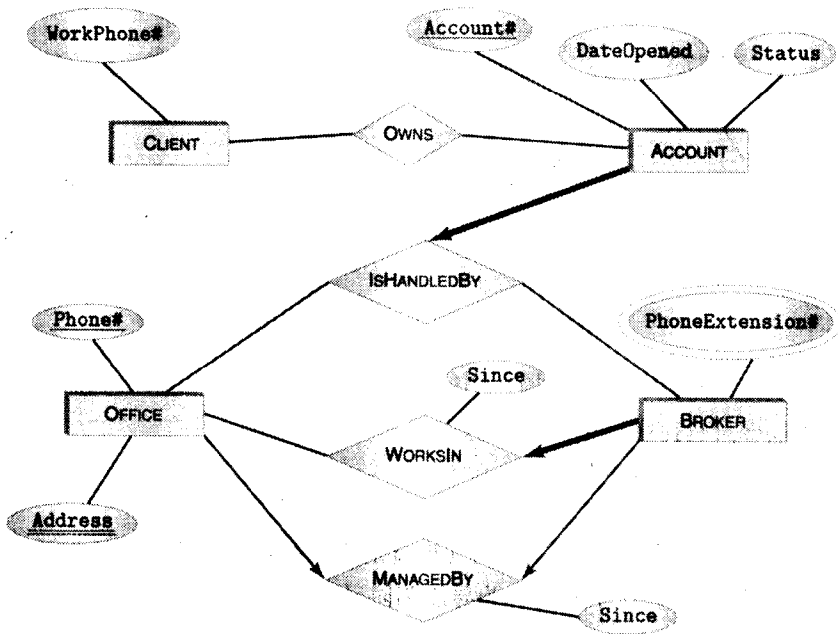 WorkPhone#
Account#
DateOpened
Status
CLIENT
OWNS
ACCOUNT
ISHANDLEDBY
Phone#
PhoneExtension#
Since
OFFICE
BROKER
WORKSIN
Address
MANAGEDBY
Since